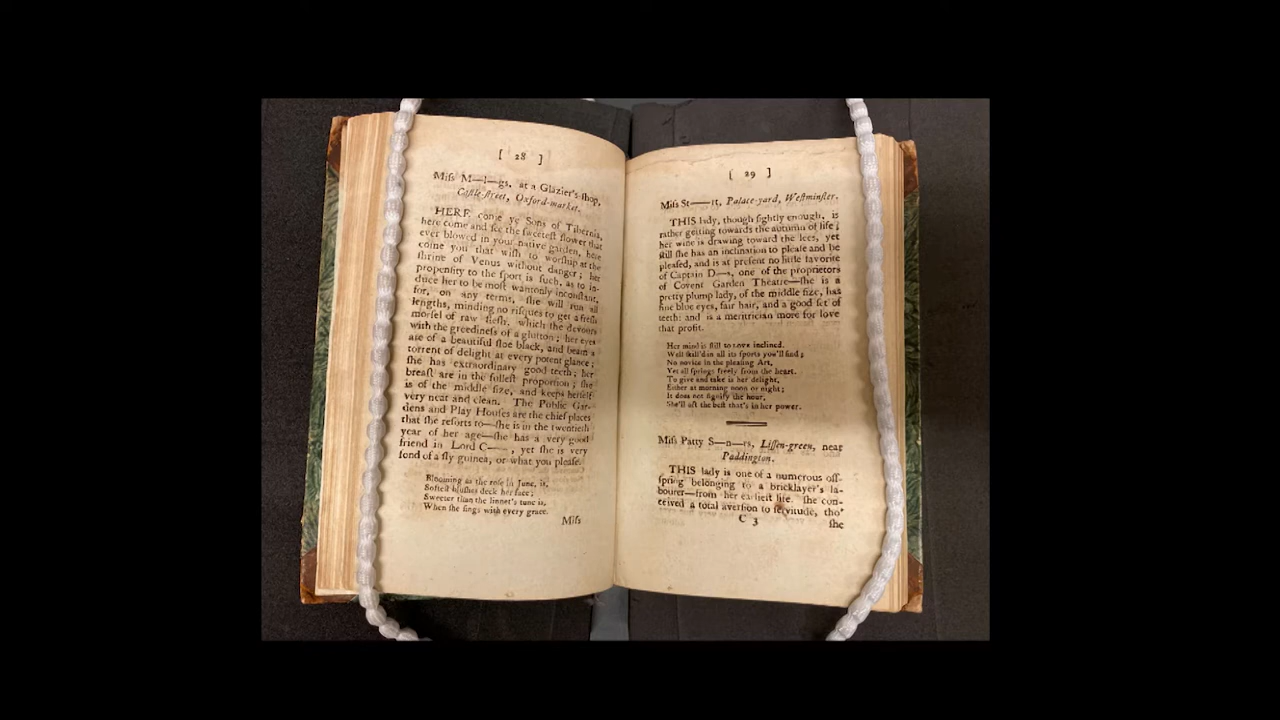 [ 28 ]
Miſs M—l—gs, at a Glazier's ſhop,
Caſtle-ſtreet, Oxford-market.
HERE come ye Sons of Tibernia,
here come and ſee the ſweeteſt flower that
ever blowed in your native garden, here
come you that wiſh to worſhip at the
ſhrine of Venus without danger; her
propenſity to the ſport is ſuch, as to in-
duce her to be moſt wantonly inconſtant,
for, on any terms, ſhe will run all
lengths, minding no riſques to get a freſh
morſel of raw fleſh, which ſhe devours
with the greedineſs of a glutton; her eyes
are of a beautiful ſloe black, and beam a
torrent of delight at every potent glance;
ſhe has extraordinary good teeth; her
breaſt are in the fulleſt proportion; ſhe
is of the middle ſize, and keeps herſelf
very neat and clean. The Public Gar-
dens and Play Houſes are the chief places
that ſhe reſorts to—ſhe is in the twentieth
year of her age—ſhe has a very good
friend in Lord C——, yet ſhe is very
fond of a ſly guinea, or what you pleaſe.
Blooming as the roſe in June, is,
Softeſt bluſhes deck her face;
Sweeter than the linnet's tune is,
When ſhe ſings with every grace.
Miſs
[ 29 ]
Miſs St——rt, Palace-yard, Weſtminſter.
THIS lady, though ſightly enough, is
rather getting towards the autumn of life;
her wine is drawing toward the lees, yet
ſtill ſhe has an inclination to pleaſe and be
pleaſed, and is at preſent no little favorite
of Captain D—s, one of the proprietors
of Covent Garden Theatre—ſhe is a
pretty plump lady, of the middle ſize, has
fine blue eyes, fair hair, and a good ſet of
teeth: and is a meritrician more for love
that profit.
Her mind is ſtill to LOVE inclined.
Well ſkill'd in all its ſports you'll find;
No novice in the pleaſing Art,
Yet all ſprings freely from the heart.
To give and take is her delight,
Either at morning noon or night;
It does not ſignify the hour,
She'll oft the beſt that's in her power.
Miſs Patty S—n—rs, Liſſen-green, near
Paddington.
THIS lady is one of a numerous off-
ſpring belonging to a bricklayer's la-
bourer—from her earlieſt life, ſhe con-
ceived a total averſion to ſervitude, tho'
C 3 ſhe